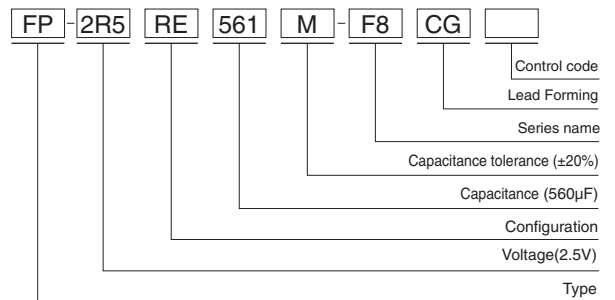 FP - 2R5 RE 561 M - F8 CG
Control code
Lead Forming
Series name
Capacitance tolerance (±20%)
Capacitance (560µF)
Configuration
Voltage(2.5V)
Type